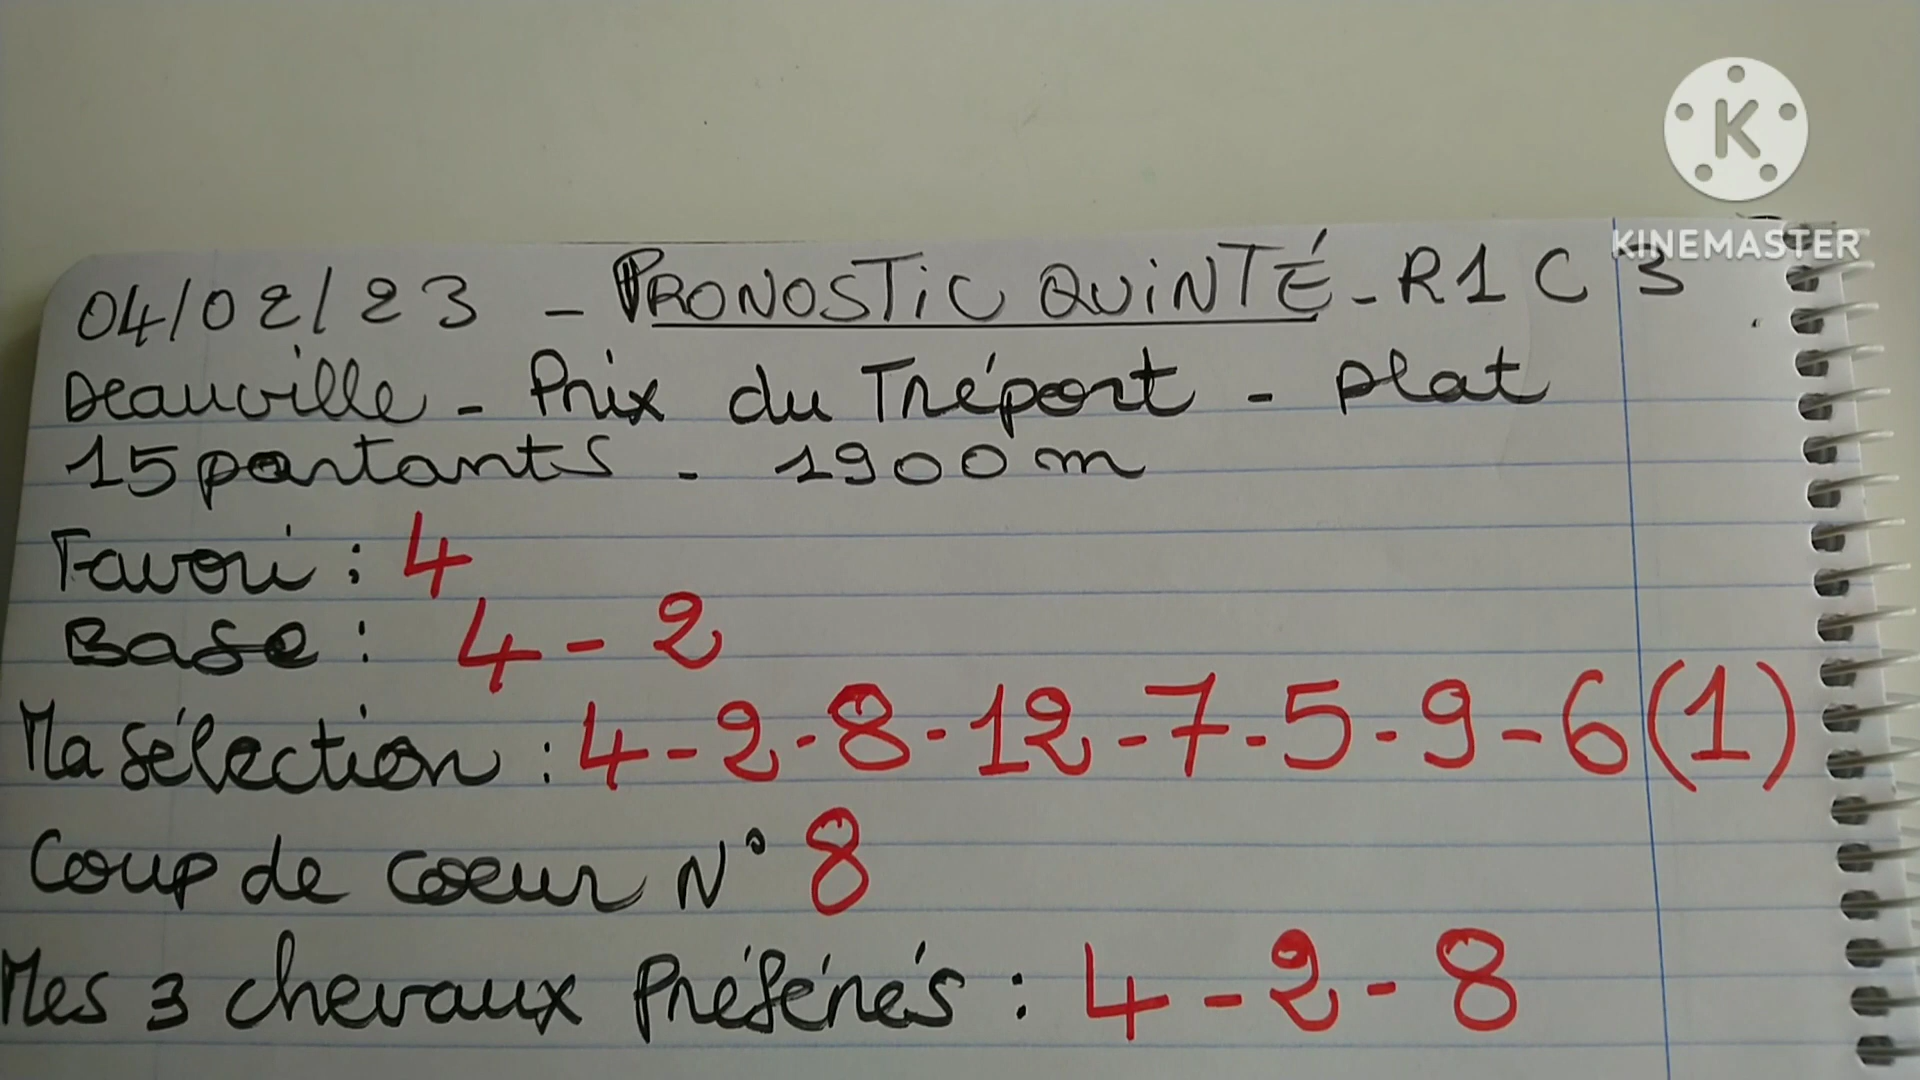 K
KINEMASTER
04/02/23 - PRONOSTIC QUINTÉ - R1 C 3
Deauville - Prix du Tréport - plat
15 partants - 1900m
Favori : 4
Base : 4 - 2
Ma sélection : 4 - 2 - 8 - 12 - 7 - 5 - 9 - 6 (1)
Coup de coeur N° 8
Mes 3 chevaux Préférés : 4 - 2 - 8